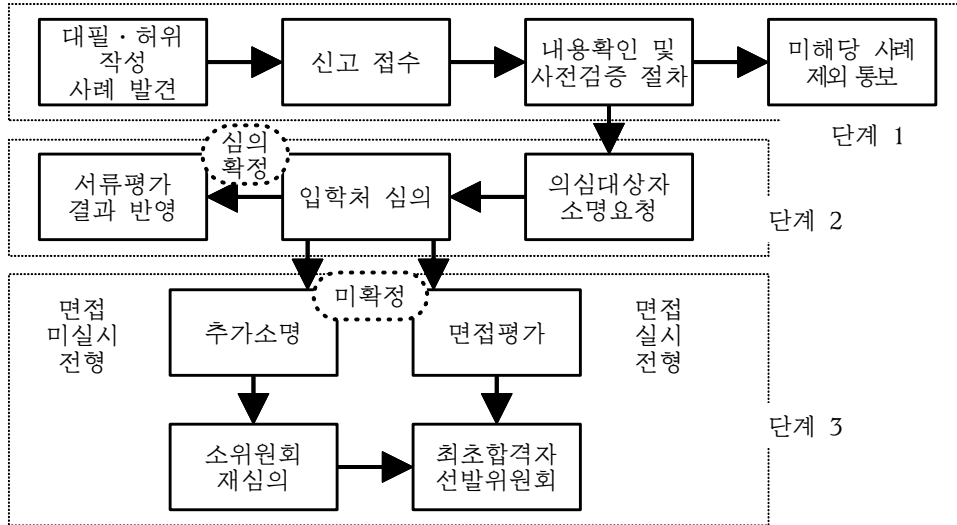 대필·허위
작성
사례 발견
신고 접수
내용확인 및
사전검증 절차
미해당 사례
제외 통보
단계 1
심의
확정
서류평가
결과 반영
입학처 심의
의심대상자
소명요청
단계 2
미확정
면접
미실시
전형
추가소명
면접평가
면접
실시
전형
소위원회
재심의
최초합격자
선발위원회
단계 3